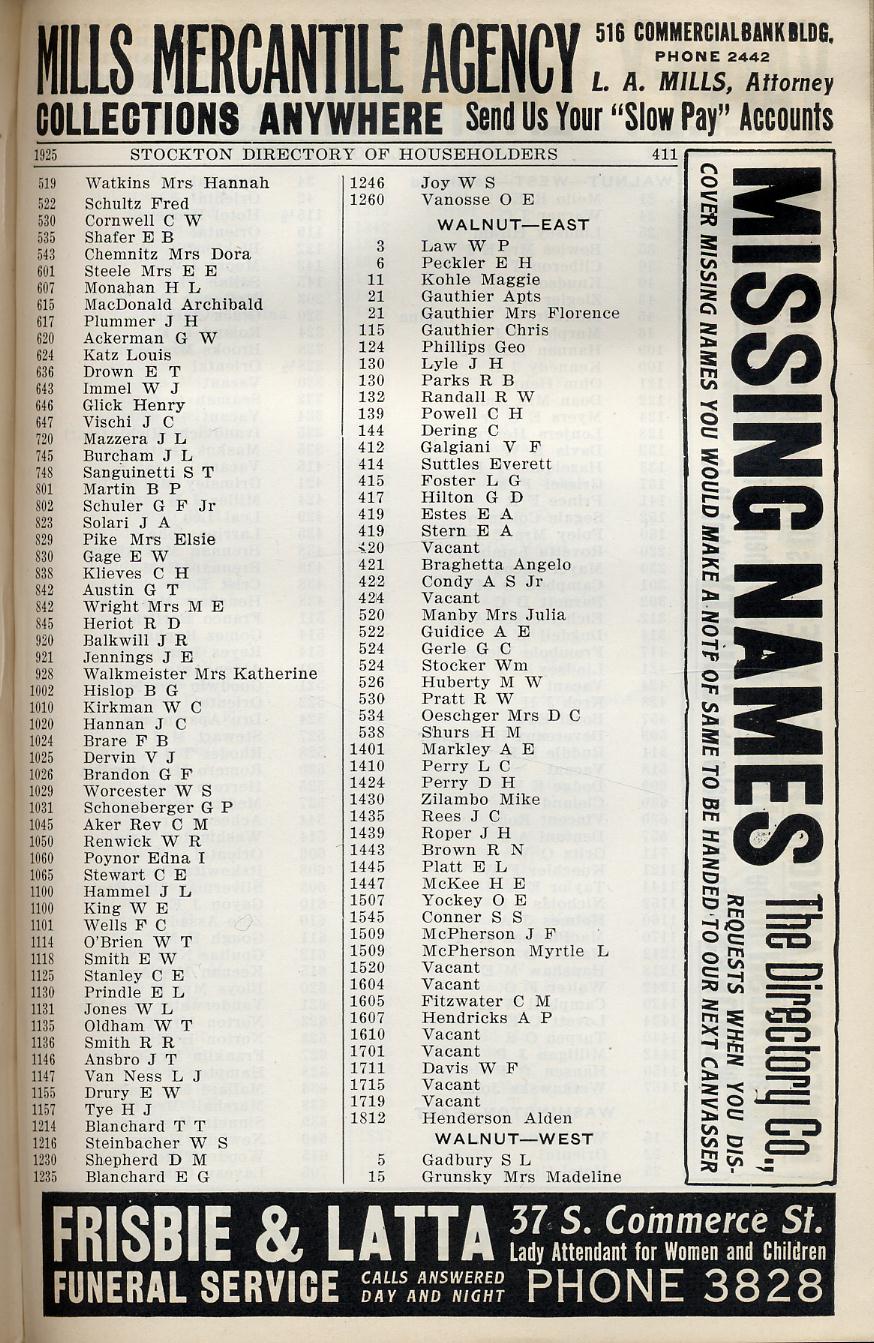 MILLS MERCANTILE AGENCY
516 COMMERCIAL BANK BLDG.
PHONE 2442
L. A. MILLS, Attorney
COLLECTIONS ANYWHERE Send Us Your “Slow Pay” Accounts
1925 STOCKTON DIRECTORY OF HOUSEHOLDERS 411
519 Watkins Mrs Hannah
522 Schultz Fred
530 Cornwell C W
535 Shafer E B
543 Chemnitz Mrs Dora
601 Steele Mrs E E
607 Monahan H L
615 MacDonald Archibald
617 Plummer J H
620 Ackerman G W
624 Katz Louis
636 Drown E T
643 Immel W J
646 Glick Henry
647 Vischi J C
720 Mazzera J L
745 Burcham J L
748 Sanguinetti S T
801 Martin B P
802 Schuler G F Jr
823 Solari J A
829 Pike Mrs Elsie
830 Gage E W
838 Klieves C H
842 Austin G T
842 Wright Mrs M E
845 Heriot R D
920 Balkwill J R
921 Jennings J E
928 Walkmeister Mrs Katherine
1002 Hislop B G
1010 Kirkman W C
1020 Hannan J C
1024 Brare F B
1025 Dervin V J
1026 Brandon G F
1029 Worcester W S
1031 Schoneberger G P
1045 Aker Rev C M
1050 Renwick W R
1060 Poynor Edna I
1065 Stewart C E
1100 Hammel J L
1100 King W E
1101 Wells F C
1114 O’Brien W T
1118 Smith E W
1125 Stanley C E
1130 Prindle E L
1131 Jones W L
1135 Oldham W T
1136 Smith R R
1146 Ansbro J T
1147 Van Ness L J
1155 Drury E W
1157 Tye H J
1214 Blanchard T T
1216 Steinbacher W S
1230 Shepherd D M
1235 Blanchard E G
1246 Joy W S
1260 Vanosse O E
WALNUT—EAST
3 Law W P
6 Peckler E H
11 Kohle Maggie
21 Gauthier Apts
21 Gauthier Mrs Florence
115 Gauthier Chris
124 Phillips Geo
130 Lyle J H
130 Parks R B
132 Randall R W
139 Powell C H
144 Dering C
412 Galgiani V F
414 Suttles Everett
415 Foster L G
417 Hilton G D
419 Estes E A
419 Stern E A
420 Vacant
421 Braghetta Angelo
422 Condy A S Jr
424 Vacant
520 Manby Mrs Julia
522 Guidice A E
524 Gerle G C
524 Stocker Wm
526 Huberty M W
530 Pratt R W
534 Oeschger Mrs D C
538 Shurs H M
1401 Markley A E
1410 Perry L C
1424 Perry D H
1430 Zilambo Mike
1435 Rees J C
1439 Roper J H
1443 Brown R N
1445 Platt E L
1447 McKee H E
1507 Yockey O E
1545 Conner S S
1509 McPherson J F
1509 McPherson Myrtle L
1520 Vacant
1604 Vacant
1605 Fitzwater C M
1607 Hendricks A P
1610 Vacant
1701 Vacant
1711 Davis W F
1715 Vacant
1719 Vacant
1812 Henderson Alden
WALNUT—WEST
5 Gadbury S L
15 Grunsky Mrs Madeline
MISSING NAMES The Directory Co.,
REQUESTS WHEN YOU DIS-
COVER MISSING NAMES YOU WOULD MAKE A NOTE OF SAME TO BE HANDED TO OUR NEXT CANVASSER
FRISBIE & LATTA
FUNERAL SERVICE
CALLS ANSWERED
DAY AND NIGHT
37 S. Commerce St.
Lady Attendant for Women and Children
PHONE 3828